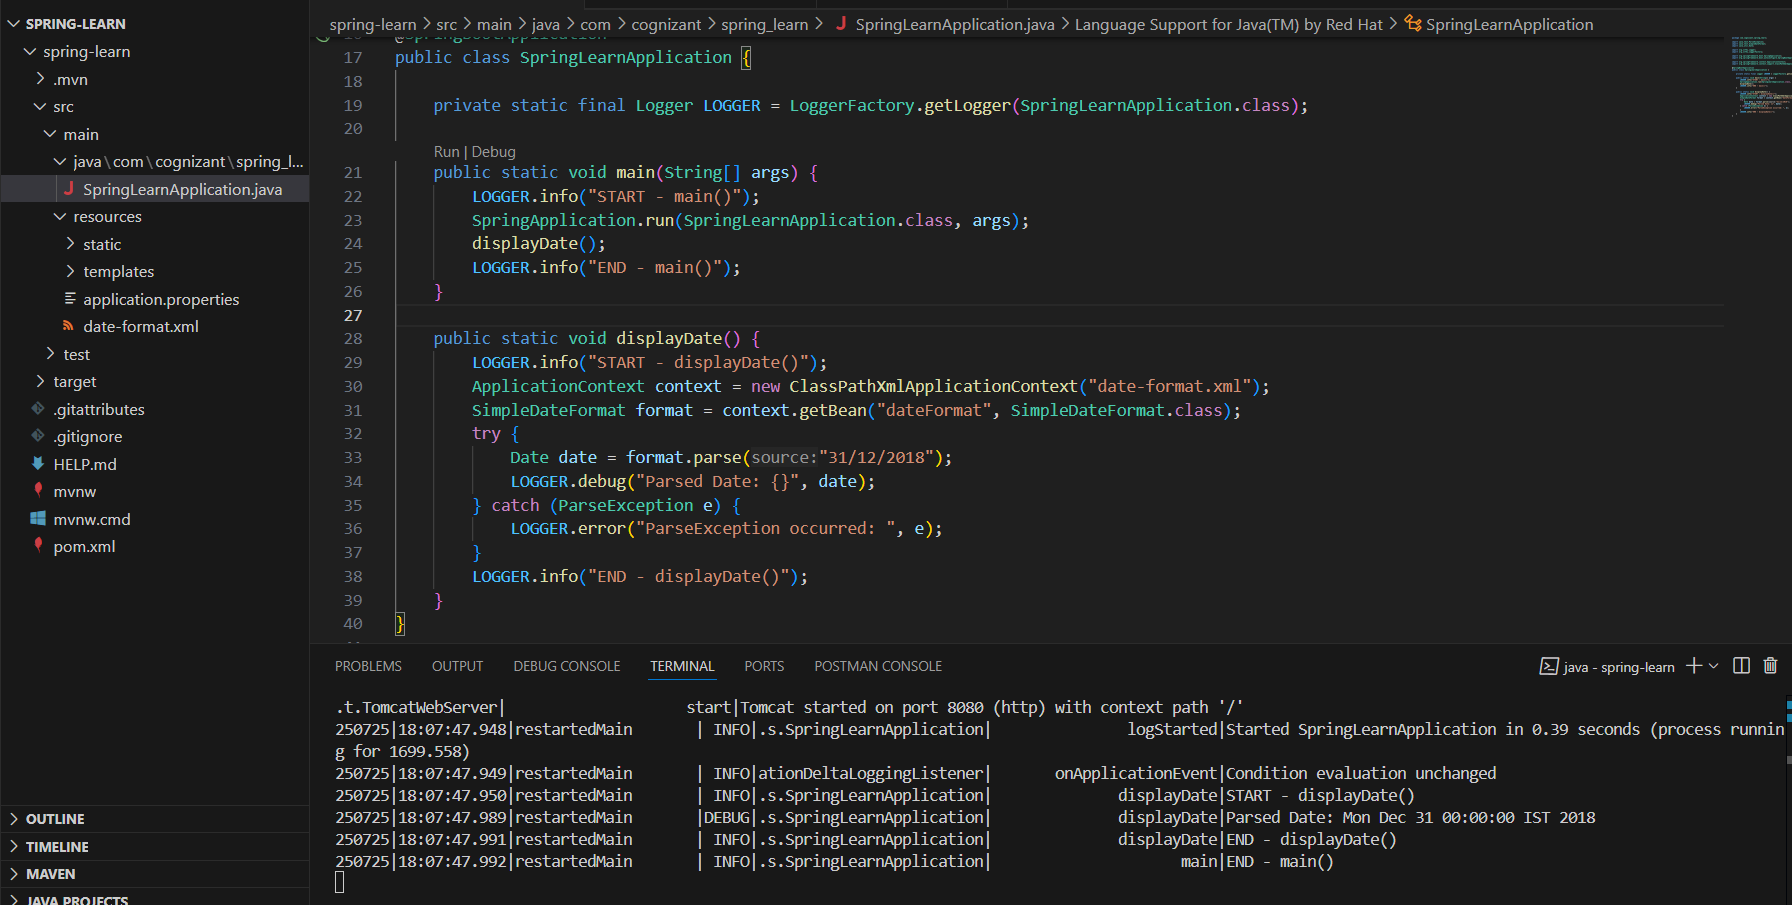 SPRING-LEARN
spring-learn
.mvn
src
main
java\com\cognizant\spring_l...
SpringLearnApplication.java
resources
static
templates
application.properties
date-format.xml
test
target
.gitattributes
.gitignore
HELP.md
mvnw
mvnw.cmd
pom.xml
OUTLINE
TIMELINE
MAVEN
JAVA PROJECTS
spring-learn > src > main > java > com > cognizant > spring_learn > SpringLearnApplication.java > Language Support for Java(TM) by Red Hat > SpringLearnApplication
17 public class SpringLearnApplication {
18
19 private static final Logger LOGGER = LoggerFactory.getLogger(SpringLearnApplication.class);
20
Run | Debug
21 public static void main(String[] args) {
22 LOGGER.info("START - main()");
23 SpringApplication.run(SpringLearnApplication.class, args);
24 displayDate();
25 LOGGER.info("END - main()");
26 }
27
28 public static void displayDate() {
29 LOGGER.info("START - displayDate()");
30 ApplicationContext context = new ClassPathXmlApplicationContext("date-format.xml");
31 SimpleDateFormat format = context.getBean("dateFormat", SimpleDateFormat.class);
32 try {
33 Date date = format.parse(source:"31/12/2018");
34 LOGGER.debug("Parsed Date: {}", date);
35 } catch (ParseException e) {
36 LOGGER.error("ParseException occurred: ", e);
37 }
38 LOGGER.info("END - displayDate()");
39 }
40 }
PROBLEMS OUTPUT DEBUG CONSOLE TERMINAL PORTS POSTMAN CONSOLE
java - spring-learn
.t.TomcatWebServer| start|Tomcat started on port 8080 (http) with context path '/'
250725|18:07:47.948|restartedMain | INFO|.s.SpringLearnApplication| logStarted|Started SpringLearnApplication in 0.39 seconds (process runnin
g for 1699.558)
250725|18:07:47.949|restartedMain | INFO|ationDeltaLoggingListener| onApplicationEvent|Condition evaluation unchanged
250725|18:07:47.950|restartedMain | INFO|.s.SpringLearnApplication| displayDate|START - displayDate()
250725|18:07:47.989|restartedMain |DEBUG|.s.SpringLearnApplication| displayDate|Parsed Date: Mon Dec 31 00:00:00 IST 2018
250725|18:07:47.991|restartedMain | INFO|.s.SpringLearnApplication| displayDate|END - displayDate()
250725|18:07:47.992|restartedMain | INFO|.s.SpringLearnApplication| main|END - main()